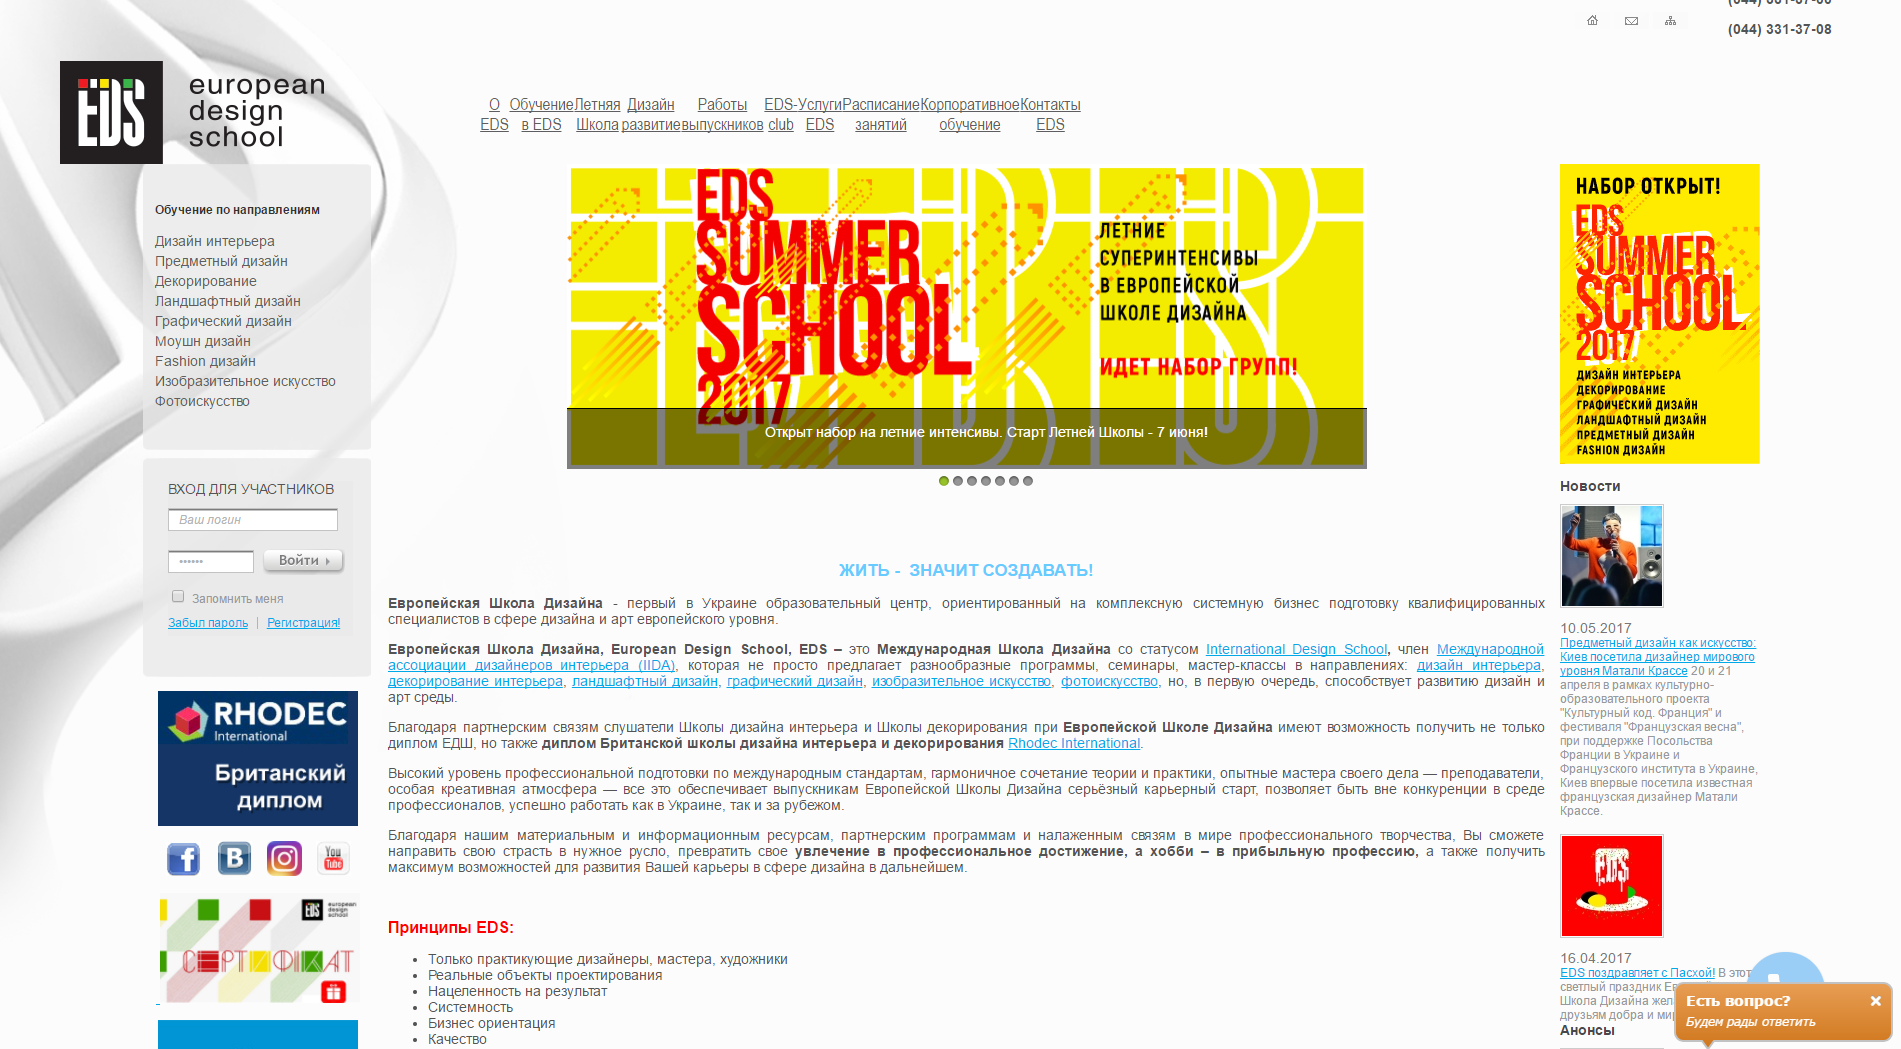 (044) 331-37-08
EDS
european
design
school
О EDS
Обучение в EDS
Летняя Школа
Дизайн развитие
Работы выпускников
EDS-club
Услуги EDS
Расписание занятий
Корпоративное обучение
Контакты EDS
Обучение по направлениям
Дизайн интерьера
Предметный дизайн
Декорирование
Ландшафтный дизайн
Графический дизайн
Моушн дизайн
Fashion дизайн
Изобразительное искусство
Фотоискусство
ВХОД ДЛЯ УЧАСТНИКОВ
Ваш логин
Войти
Запомнить меня
Забыл пароль | Регистрация!
RHODEC
International
Британский
диплом
You
Tube
EDS
european
design
school
СЕРТИФІКАТ
EDS
SUMMER
SCHOOL
2017
ЛЕТНИЕ
СУПЕРИНТЕНСИВЫ
В ЕВРОПЕЙСКОЙ
ШКОЛЕ ДИЗАЙНА
ИДЕТ НАБОР ГРУПП!
Открыт набор на летние интенсивы. Старт Летней Школы - 7 июня!
ЖИТЬ - ЗНАЧИТ СОЗДАВАТЬ!
Европейская Школа Дизайна - первый в Украине образовательный центр, ориентированный на комплексную системную бизнес подготовку квалифицированных
специалистов в сфере дизайна и арт европейского уровня.
Европейская Школа Дизайна, European Design School, EDS – это Международная Школа Дизайна со статусом International Design School, член Международной
ассоциации дизайнеров интерьера (IIDA), которая не просто предлагает разнообразные программы, семинары, мастер-классы в направлениях: дизайн интерьера,
декорирование интерьера, ландшафтный дизайн, графический дизайн, изобразительное искусство, фотоискусство, но, в первую очередь, способствует развитию дизайн и
арт среды.
Благодаря партнерским связям слушатели Школы дизайна интерьера и Школы декорирования при Европейской Школе Дизайна имеют возможность получить не только
диплом ЕДШ, но также диплом Британской школы дизайна интерьера и декорирования Rhodec International.
Высокий уровень профессиональной подготовки по международным стандартам, гармоничное сочетание теории и практики, опытные мастера своего дела — преподаватели,
особая креативная атмосфера — все это обеспечивает выпускникам Европейской Школы Дизайна серьёзный карьерный старт, позволяет быть вне конкуренции в среде
профессионалов, успешно работать как в Украине, так и за рубежом.
Благодаря нашим материальным и информационным ресурсам, партнерским программам и налаженным связям в мире профессионального творчества, Вы сможете
направить свою страсть в нужное русло, превратить свое увлечение в профессиональное достижение, а хобби – в прибыльную профессию, а также получить
максимум возможностей для развития Вашей карьеры в сфере дизайна в дальнейшем.
Принципы EDS:
Только практикующие дизайнеры, мастера, художники
Реальные объекты проектирования
Нацеленность на результат
Системность
Бизнес ориентация
Качество
НАБОР ОТКРЫТ!
EDS
SUMMER
SCHOOL
2017
ДИЗАЙН ИНТЕРЬЕРА
ДЕКОРИРОВАНИЕ
ГРАФИЧЕСКИЙ ДИЗАЙН
ЛАНДШАФТНЫЙ ДИЗАЙН
ПРЕДМЕТНЫЙ ДИЗАЙН
FASHION ДИЗАЙН
Новости
10.05.2017
Предметный дизайн как искусство:
Киев посетила дизайнер мирового
уровня Матали Крассе 20 и 21
апреля в рамках культурно-
образовательного проекта
"Культурный код. Франция" и
фестиваля "Французская весна",
при поддержке Посольства
Франции в Украине и
Французского института в Украине,
Киев впервые посетила известная
французская дизайнер Матали
Крассе.
EDS
16.04.2017
EDS поздравляет с Пасхой! В этот
светлый праздник
Школа Дизайна
друзьям добра и
Анонсы
Есть вопрос?
Будем рады ответить